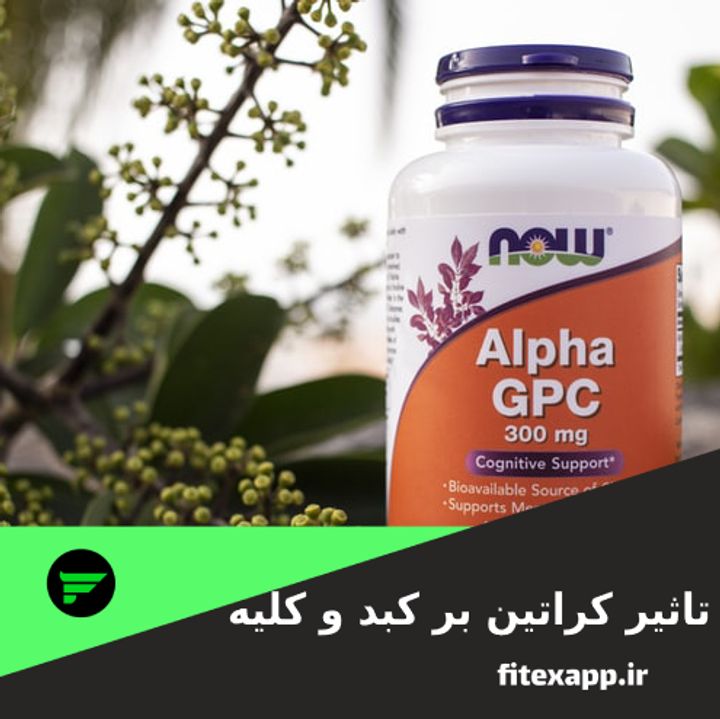 now®
Alpha
GPC
300 mg
Cognitive Support*
•Bioavailable Source of
•Supports
تاثیر کراتین بر کبد و کلیه
fitexapp.ir